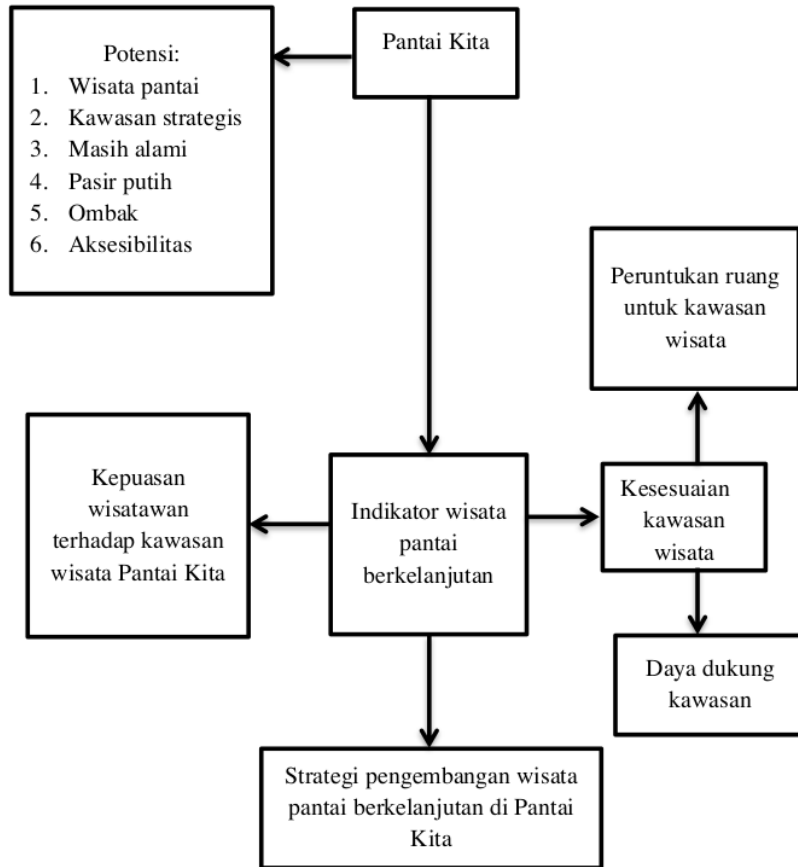 Pantai Kita
Potensi:
1. Wisata pantai
2. Kawasan strategis
3. Masih alami
4. Pasir putih
5. Ombak
6. Aksesibilitas
Peruntukan ruang
untuk kawasan
wisata
Kepuasan
wisatawan
terhadap kawasan
wisata Pantai Kita
Indikator wisata
pantai
berkelanjutan
Kesesuaian
kawasan
wisata
Daya dukung
kawasan
Strategi pengembangan wisata
pantai berkelanjutan di Pantai
Kita